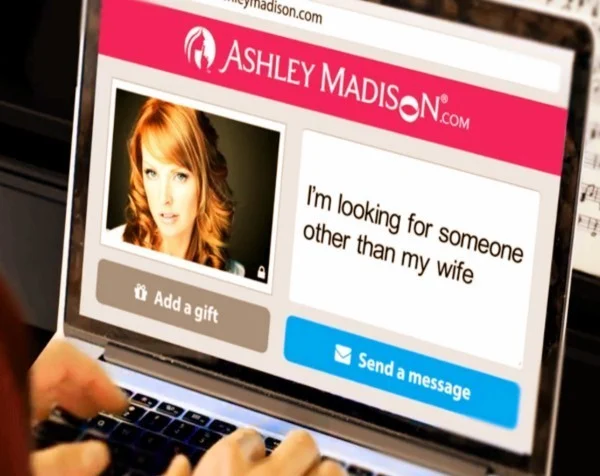 ashleymadison.com
ASHLEY MADISON®.COM
I'm looking for someone
other than my wife
Add a gift
Send a message